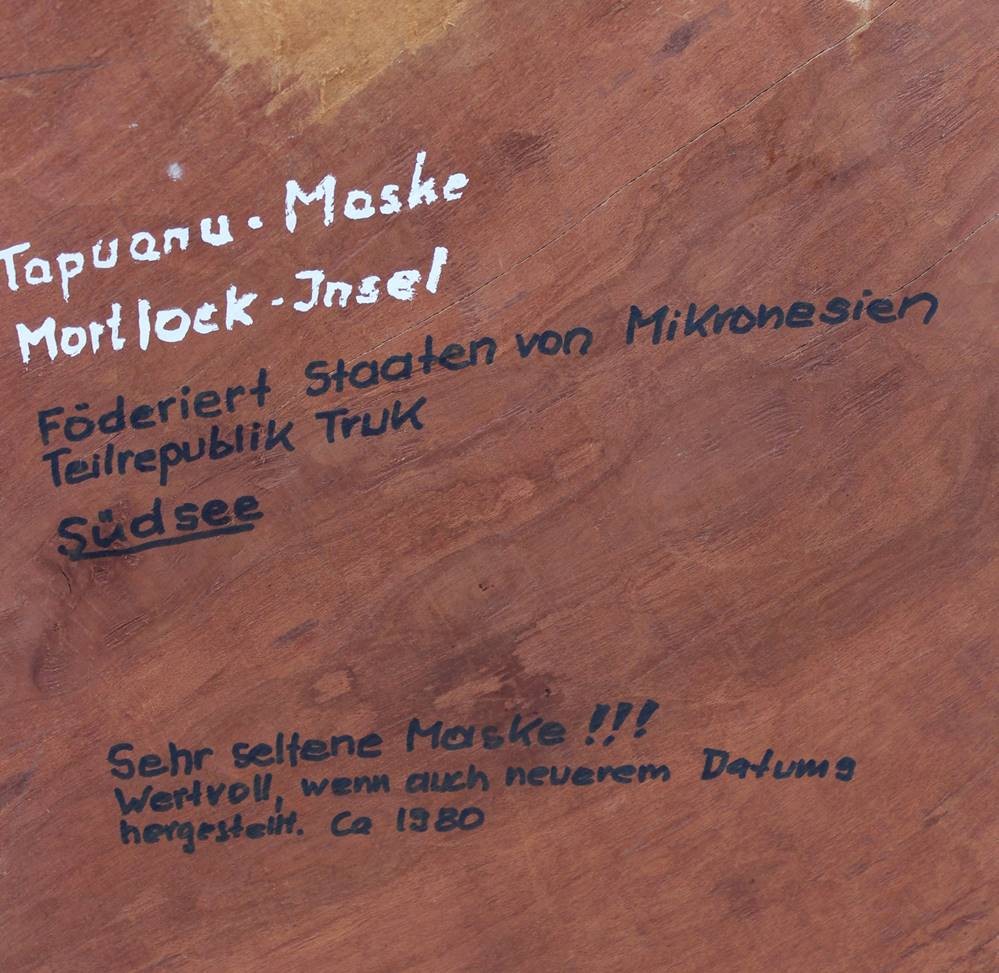 Tapuanu - Maske
Mortlock - Insel
Föderiert Staaten von Mikronesien
Teilrepublik Truk
Südsee
Sehr seltene Maske !!!
Wertvoll, wenn auch neuerem Datums
hergestellt. Ca 1980